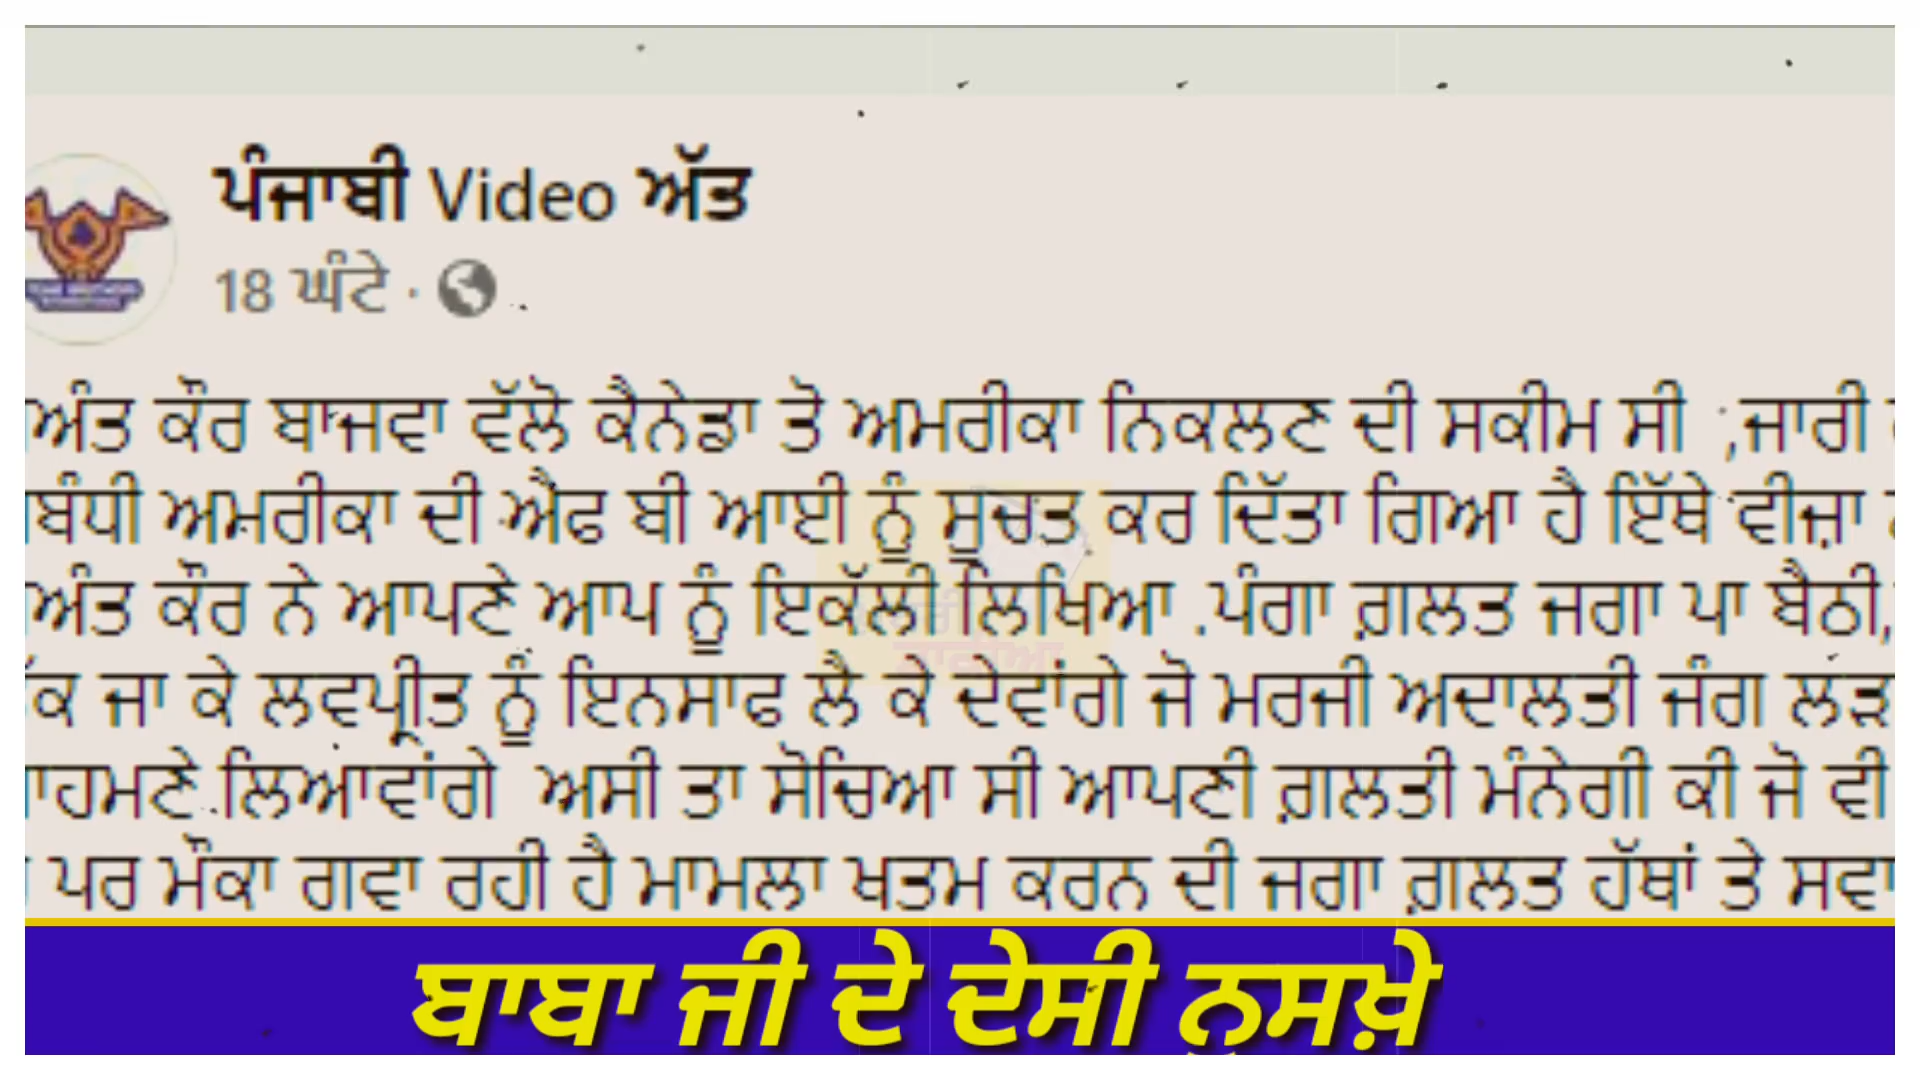 ਪੰਜਾਬੀ Video ਅੱਤ
18 ਘੰਟੇ ·
ਅੰਤ ਕੌਰ ਬਾਜਵਾ ਵੱਲੋ ਕੈਨੇਡਾ ਤੋ ਅਮਰੀਕਾ ਨਿਕਲਣ ਦੀ ਸਕੀਮ ਸੀ ,ਜਾਰੀ
ਬੰਧੀ ਅਮਰੀਕਾ ਦੀ ਐਫ ਬੀ ਆਈ ਨੂੰ ਸੂਚਤ ਕਰ ਦਿੱਤਾ ਗਿਆ ਹੈ ਇੱਥੇ ਵੀਜ਼ਾ
ਅੰਤ ਕੌਰ ਨੇ ਆਪਣੇ ਆਪ ਨੂੰ ਇਕੱਲੀ ਲਿਖਿਆ .ਪੰਗਾ ਗ਼ਲਤ ਜਗਾ ਪਾ ਬੈਠੀ,
ੱਕ ਜਾ ਕੇ ਲਵਪ੍ਰੀਤ ਨੂੰ ਇਨਸਾਫ ਲੈ ਕੇ ਦੇਵਾਂਗੇ ਜੋ ਮਰਜੀ ਅਦਾਲਤੀ ਜੰਗ ਲੜ
ਾਹਮਣੇ ਲਿਆਵਾਂਗੇ ਅਸੀ ਤਾ ਸੋਚਿਆ ਸੀ ਆਪਣੀ ਗ਼ਲਤੀ ਮੰਨੇਗੀ ਕੀ ਜੋ ਵੀ
ਪਰ ਮੌਕਾ ਗਵਾ ਰਹੀ ਹੈ ਮਾਮਲਾ ਖਤਮ ਕਰਨ ਦੀ ਜਗਾ ਗ਼ਲਤ ਹੱਥਾਂ ਤੇ ਸਵਾ
ਬਾਬਾ ਜੀ ਦੇ ਦੇਸੀ ਨੁਸਖ਼ੇ